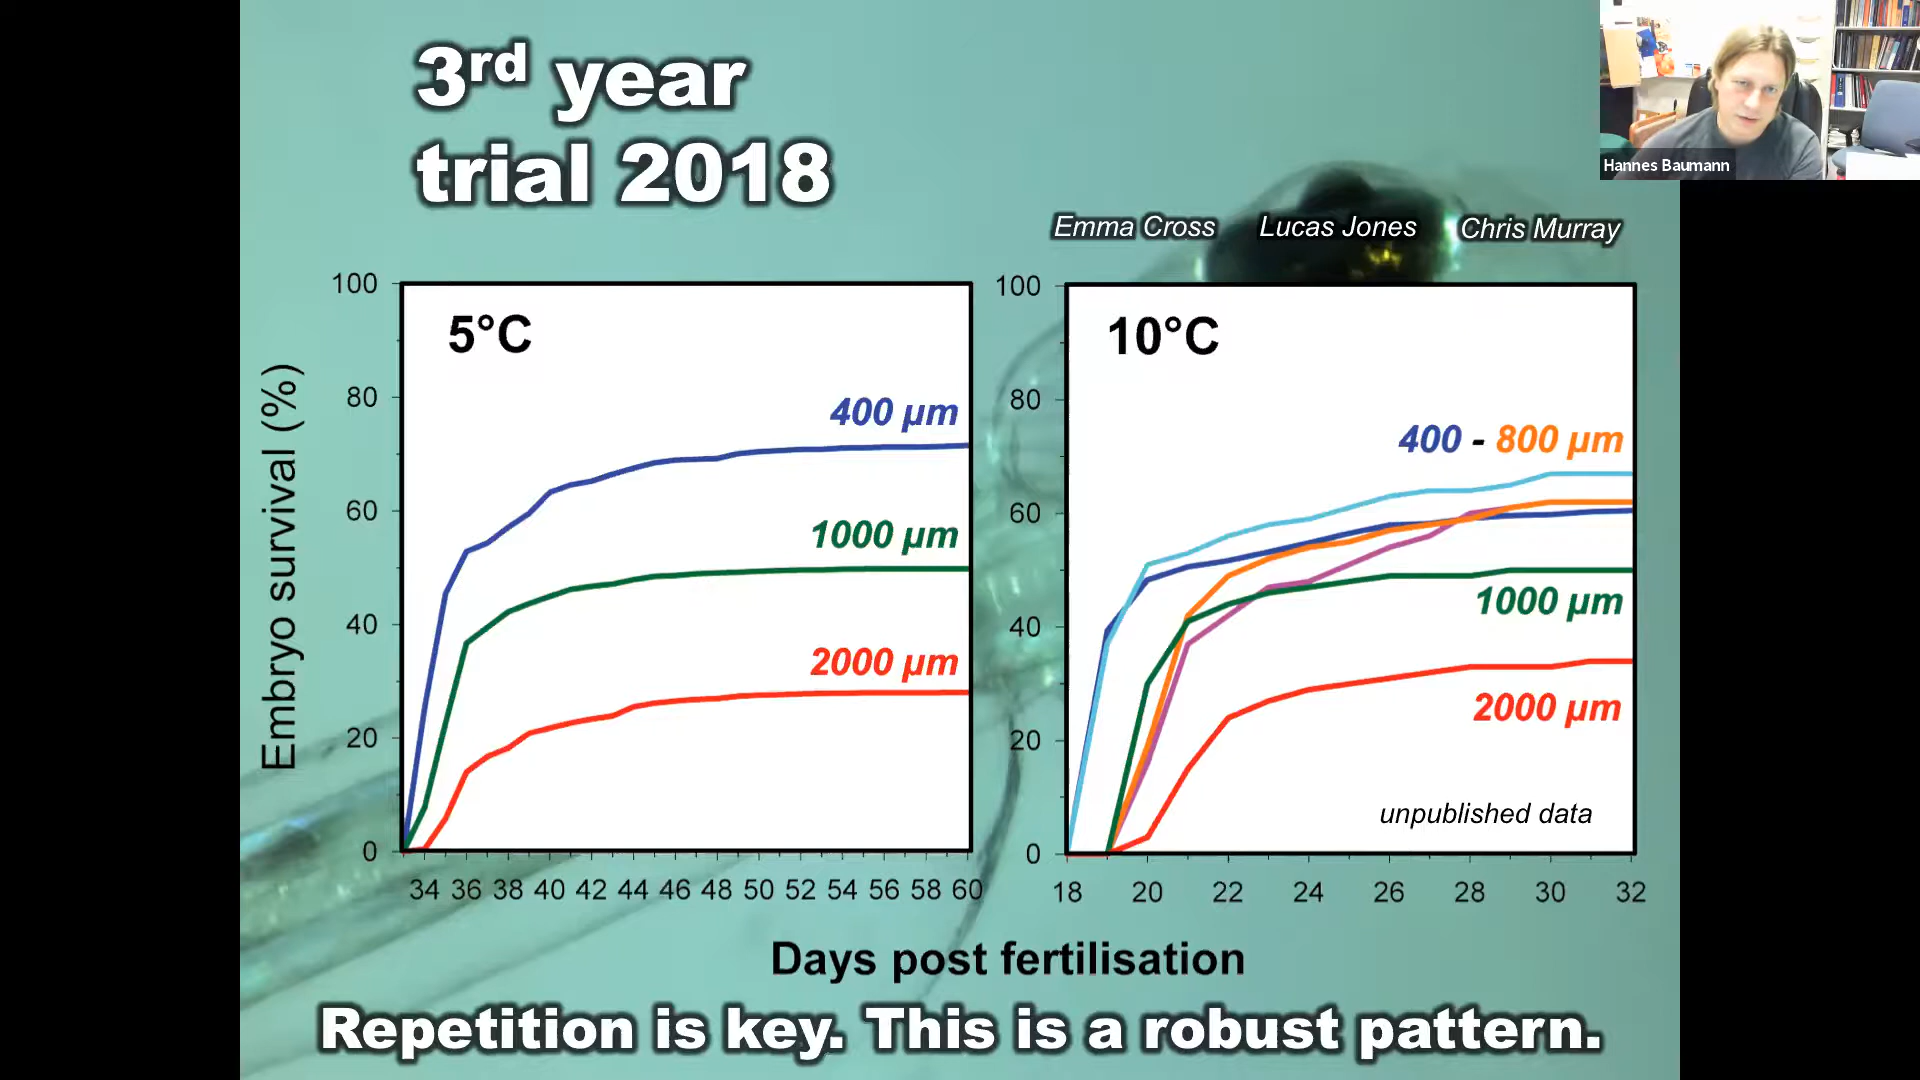 3rd year
trial 2018
Hannes Baumann
Emma Cross Lucas Jones Chris Murray
Embryo survival (%)
100
80
60
40
20
0
5°C
400 µm
1000 µm
2000 µm
34 36 38 40 42 44 46 48 50 52 54 56 58 60
100
80
60
40
20
0
10°C
400 - 800 µm
1000 µm
2000 µm
unpublished data
18 20 22 24 26 28 30 32
Days post fertilisation
Repetition is key. This is a robust pattern.